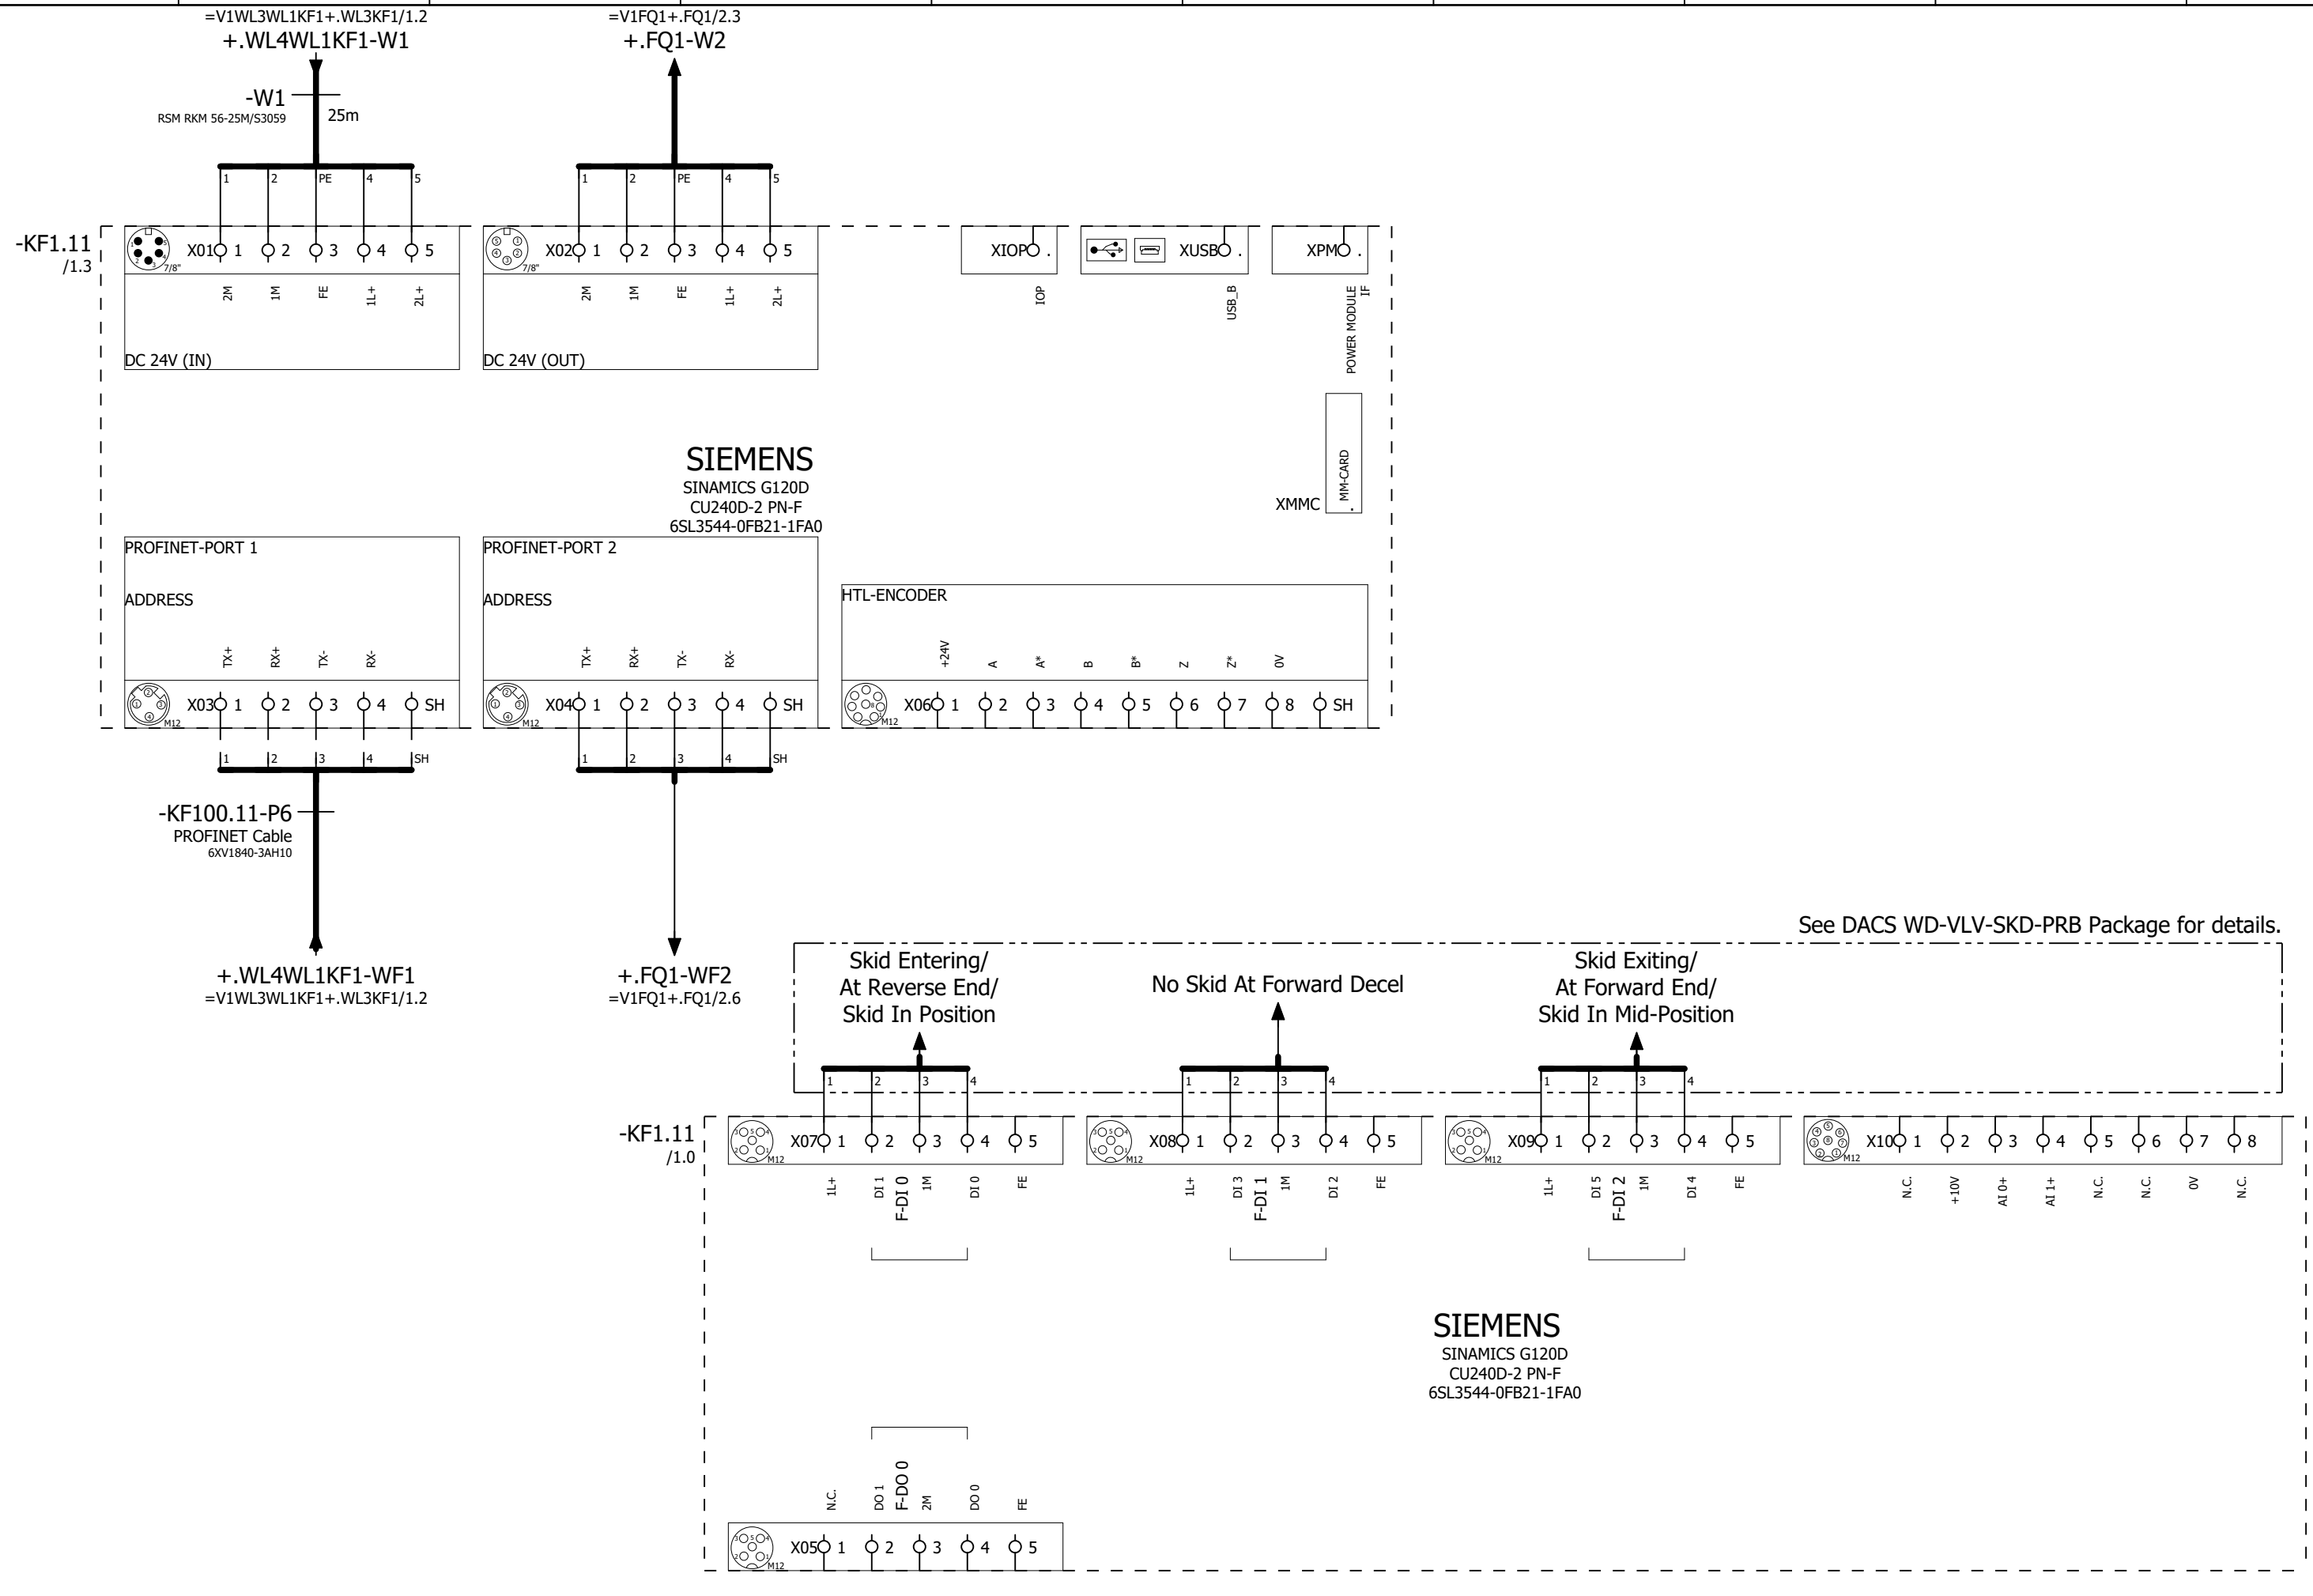 =V1WL3WL1KF1+.WL3KF1/1.2
+.WL4WL1KF1-W1
=V1FQ1+.FQ1/2.3
+.FQ1-W2
-W1
RSM RKM 56-25M/S3059
25m
1 2 PE 4 5
1 2 PE 4 5
-KF1.11
/1.3
7/8"
X01 1 2 3 4 5
2M 1M FE 1L+ 2L+
DC 24V (IN)
7/8"
X02 1 2 3 4 5
2M 1M FE 1L+ 2L+
DC 24V (OUT)
XIOP .
IOP
XUSB .
USB_B
XPM .
POWER MODULE
IF
XMMC
MM-CARD
.
SIEMENS
SINAMICS G120D
CU240D-2 PN-F
6SL3544-0FB21-1FA0
PROFINET-PORT 1
ADDRESS
TX+ RX+ TX- RX-
M12
X03 1 2 3 4 SH
1 2 3 4 SH
PROFINET-PORT 2
ADDRESS
TX+ RX+ TX- RX-
M12
X04 1 2 3 4 SH
1 2 3 4 SH
HTL-ENCODER
+24V A A* B B* Z Z* 0V
M12
X06 1 2 3 4 5 6 7 8 SH
-KF100.11-P6
PROFINET Cable
6XV1840-3AH10
+.WL4WL1KF1-WF1
=V1WL3WL1KF1+.WL3KF1/1.2
+.FQ1-WF2
=V1FQ1+.FQ1/2.6
See DACS WD-VLV-SKD-PRB Package for details.
Skid Entering/
At Reverse End/
Skid In Position
No Skid At Forward Decel
Skid Exiting/
At Forward End/
Skid In Mid-Position
1 2 3 4
1 2 3 4
1 2 3 4
-KF1.11
/1.0
M12
X07 1 2 3 4 5
1L+ DI 1 F-DI 0 1M DI 0 FE
M12
X08 1 2 3 4 5
1L+ DI 3 F-DI 1 1M DI 2 FE
M12
X09 1 2 3 4 5
1L+ DI 5 F-DI 2 1M DI 4 FE
M12
X10 1 2 3 4 5 6 7 8
N.C. +10V AI 0+ AI 1+ N.C. N.C. 0V N.C.
SIEMENS
SINAMICS G120D
CU240D-2 PN-F
6SL3544-0FB21-1FA0
N.C. DO 1 F-DO 0 2M DO 0 FE
M12
X05 1 2 3 4 5